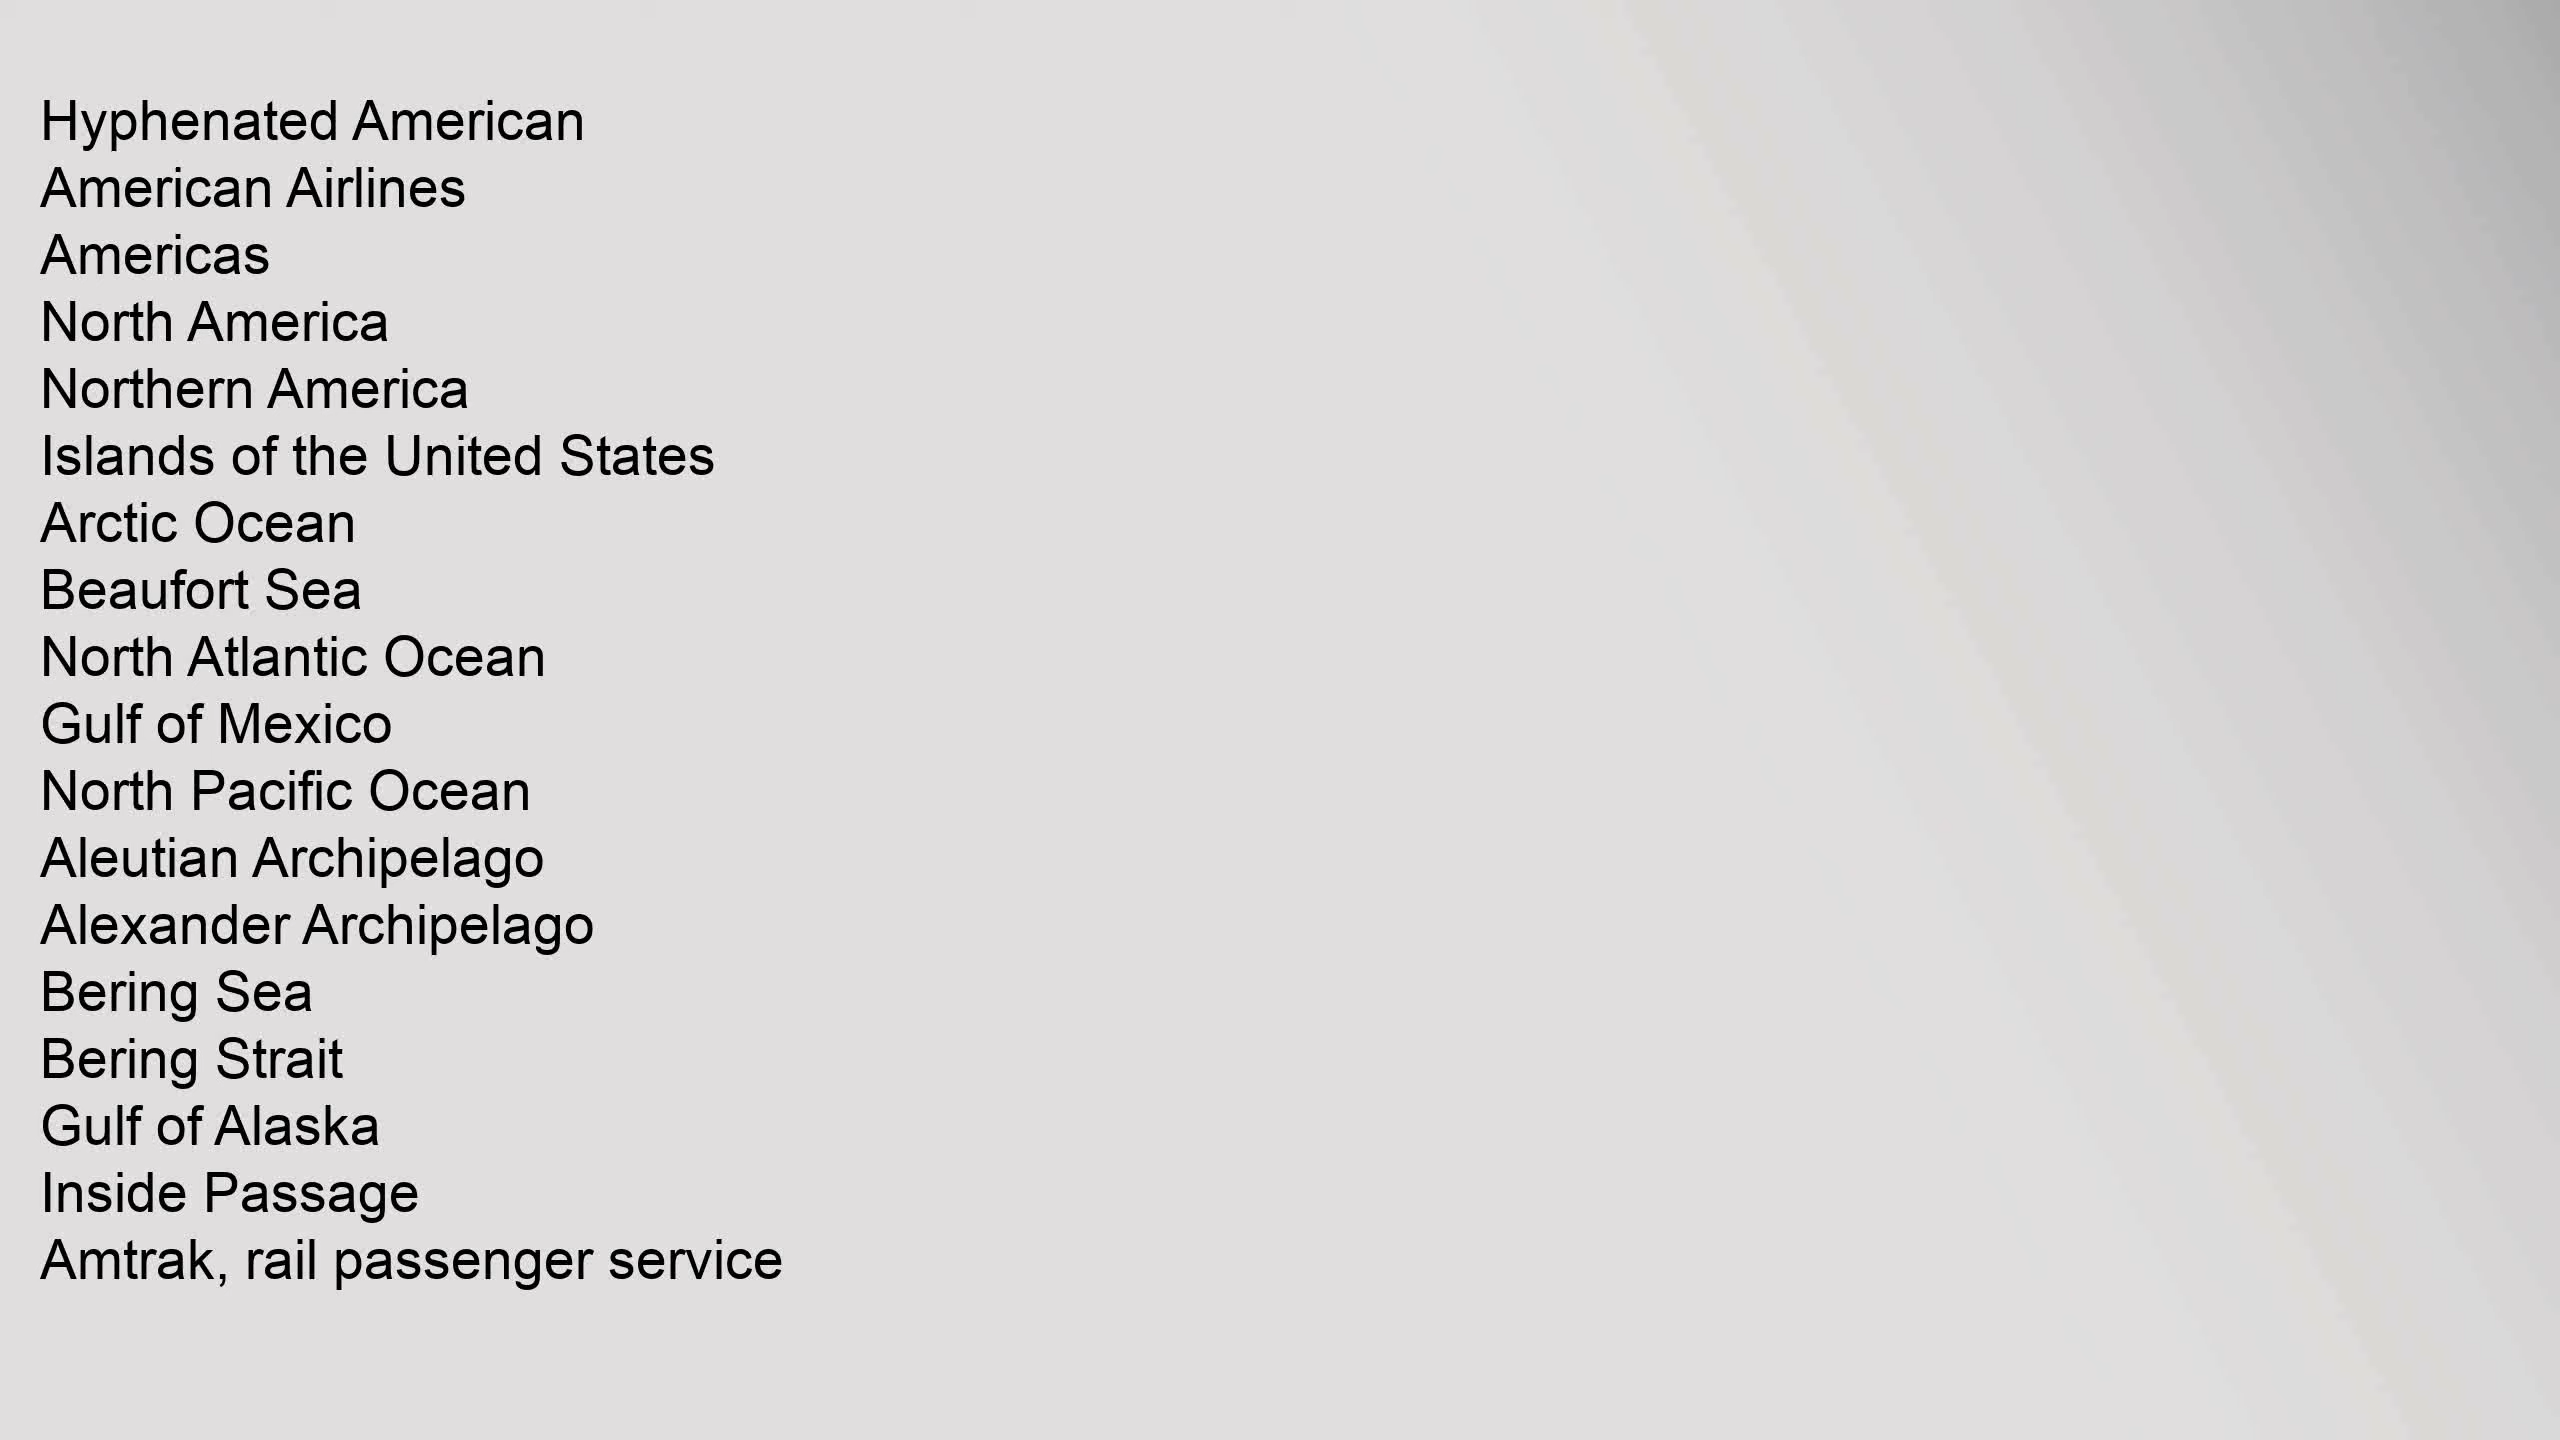 Hyphenated American
American Airlines
Americas
North America
Northern America
Islands of the United States
Arctic Ocean
Beaufort Sea
North Atlantic Ocean
Gulf of Mexico
North Pacific Ocean
Aleutian Archipelago
Alexander Archipelago
Bering Sea
Bering Strait
Gulf of Alaska
Inside Passage
Amtrak, rail passenger service